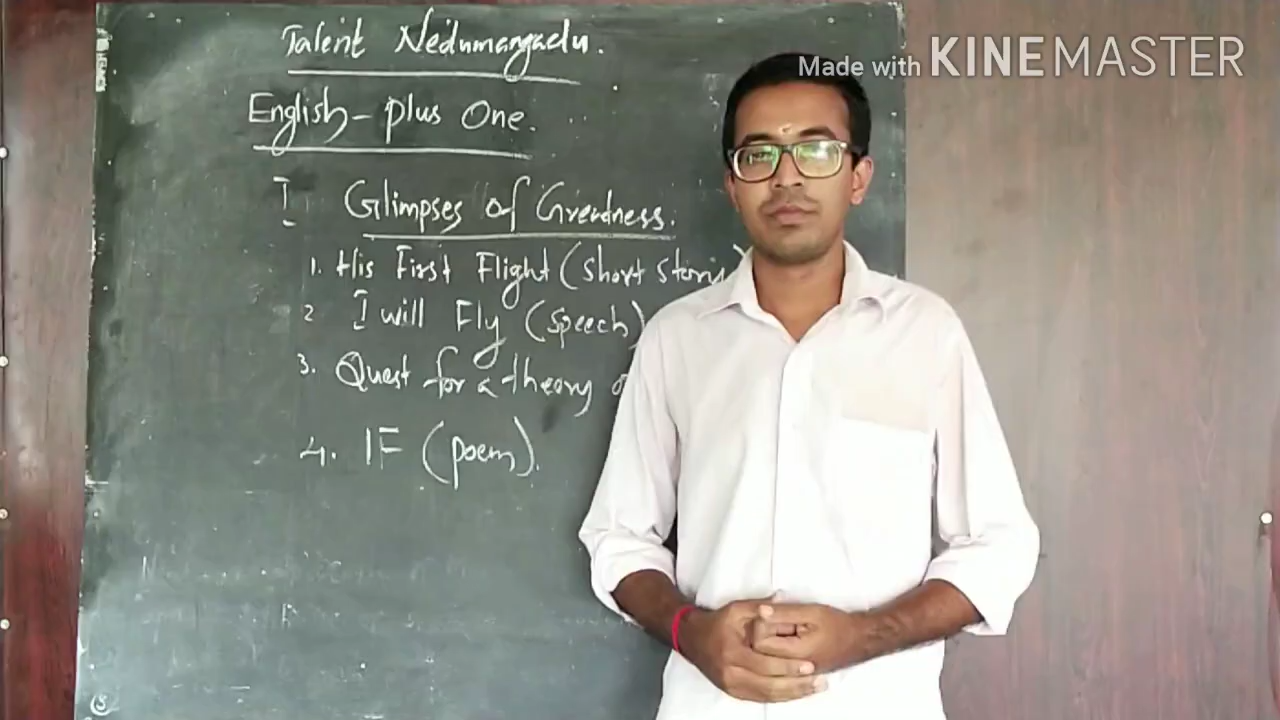 Talent Nedumangadu.
Made with KINEMASTER
English - plus One.
I Glimpses of Greatness.
1. His First Flight (Short Story)
2 I will Fly (speech)
3. Quest for a theory
4. IF (poem).